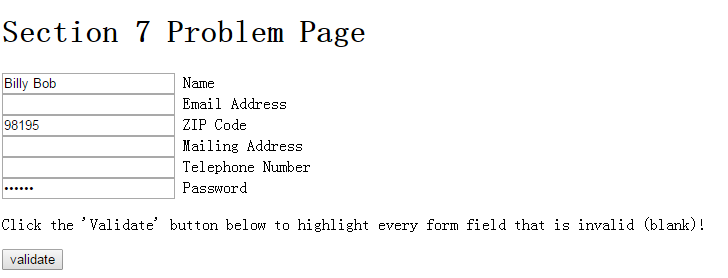 Section 7 Problem Page
Billy Bob Name
Email Address
98195 ZIP Code
Mailing Address
Telephone Number
•••••• Password
Click the 'Validate' button below to highlight every form field that is invalid (blank)!
validate